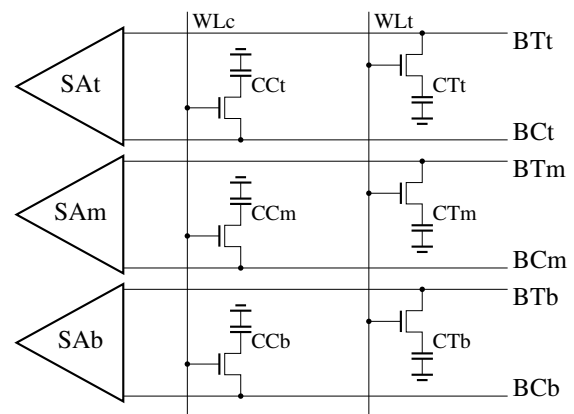 WLc WLt
BTt
SAt CCt CTt
BCt
BTm
SAm CCm CTm
BCm
BTb
SAb CCb CTb
BCb